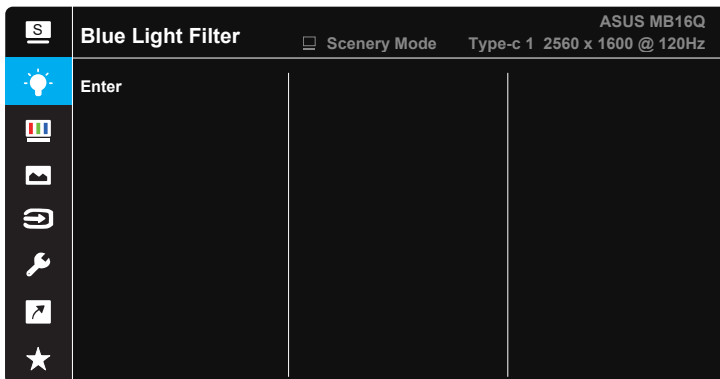 S
ASUS MB16Q
Blue Light Filter
Scenery Mode Type-c 1 2560 x 1600 @ 120Hz
Enter